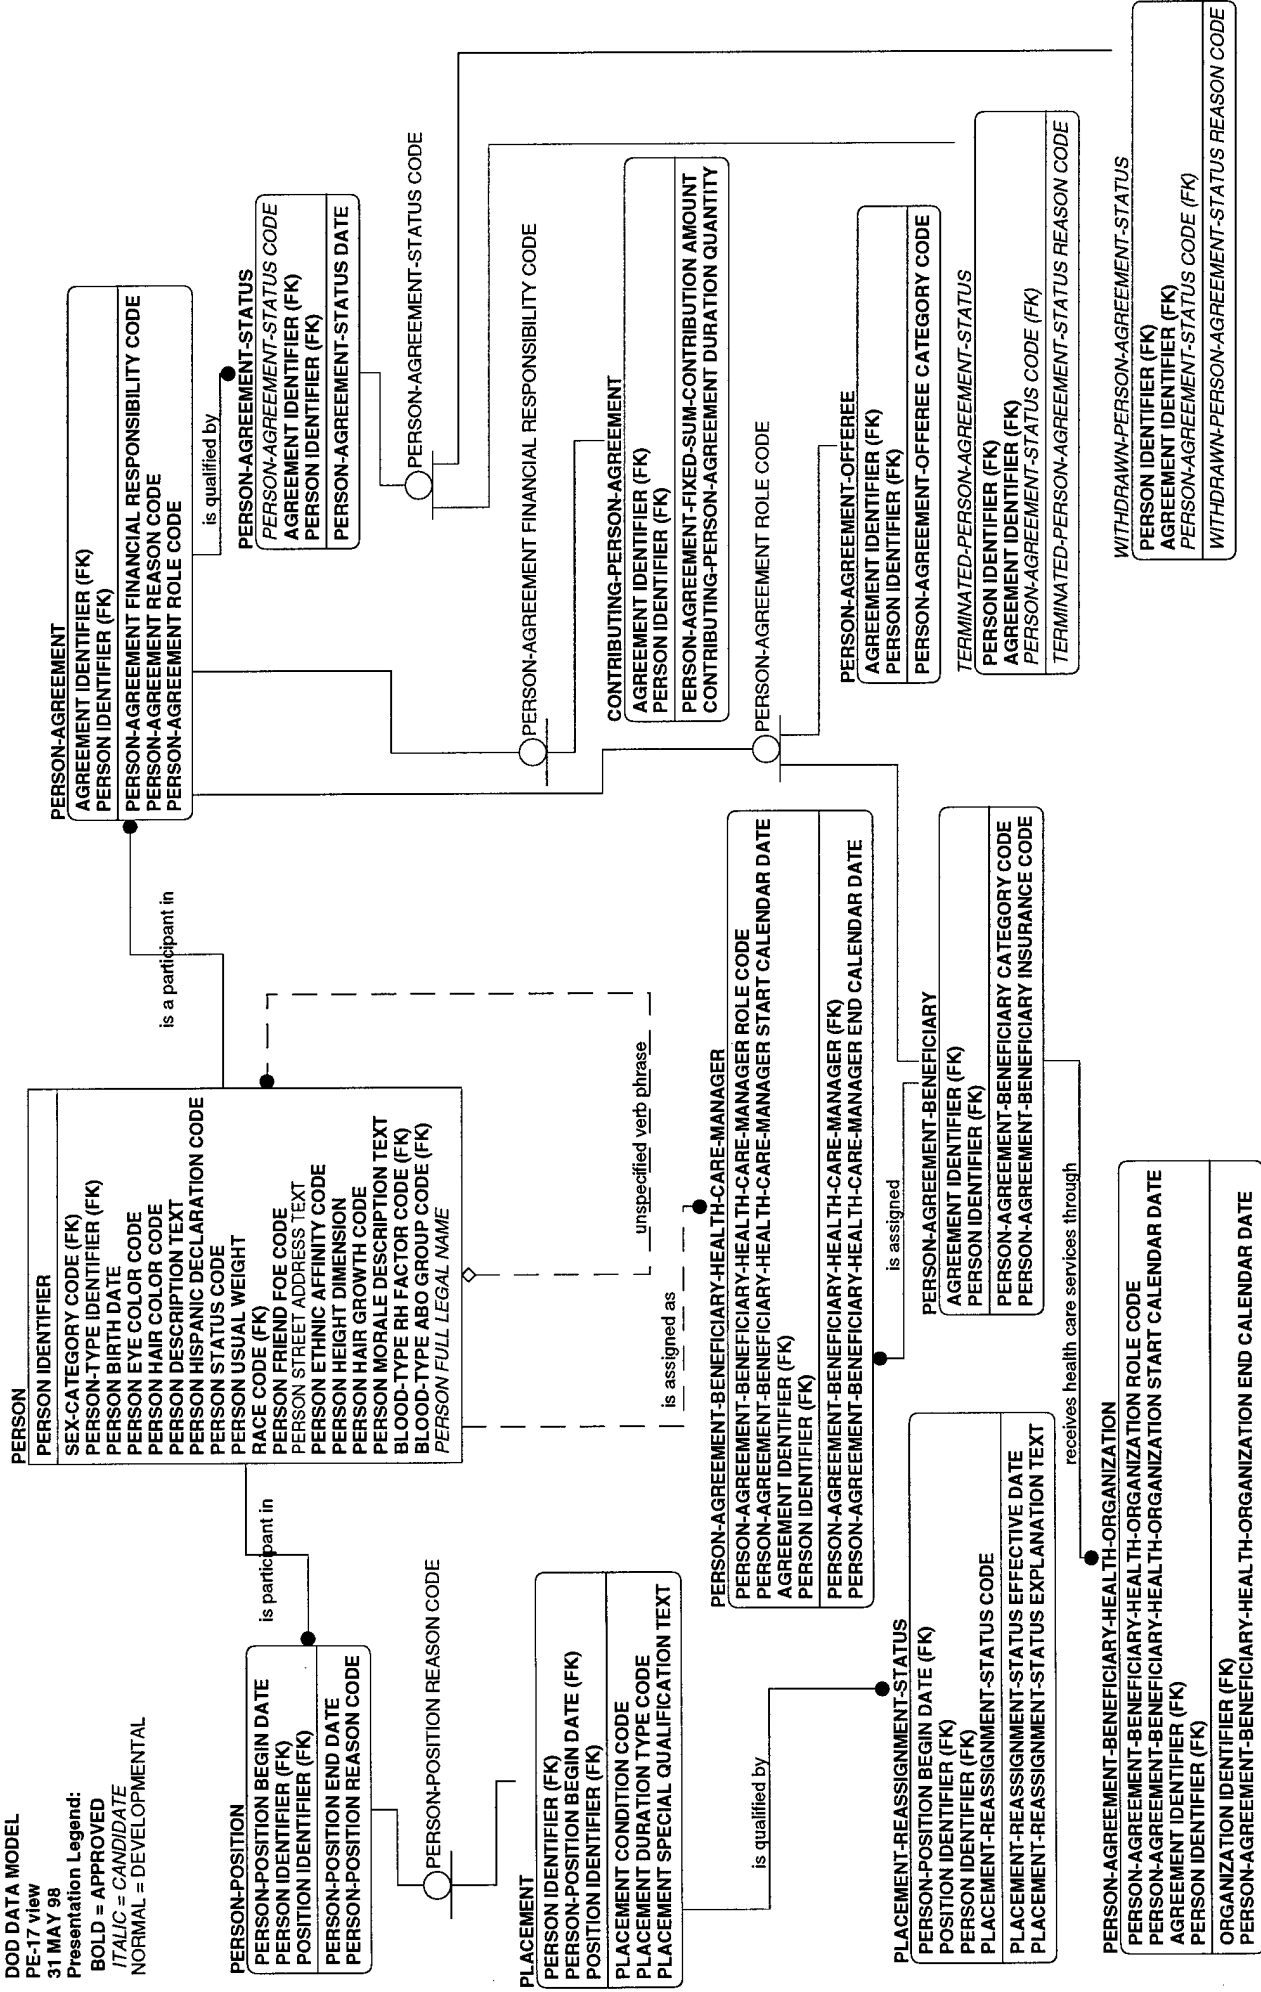 DOD DATA MODEL
PE-17 view
31 MAY 98
Presentation Legend:
BOLD = APPROVED
ITALIC = CANDIDATE
NORMAL = DEVELOPMENTAL
PERSON
PERSON IDENTIFIER
SEX-CATEGORY CODE (FK)
PERSON-TYPE IDENTIFIER (FK)
PERSON BIRTH DATE
PERSON EYE COLOR CODE
PERSON HAIR COLOR CODE
PERSON DESCRIPTION TEXT
PERSON HISPANIC DECLARATION CODE
PERSON STATUS CODE
PERSON USUAL WEIGHT
RACE CODE (FK)
PERSON FRIEND FOE CODE
PERSON STREET ADDRESS TEXT
PERSON ETHNIC AFFINITY CODE
PERSON HEIGHT DIMENSION
PERSON HAIR GROWTH CODE
PERSON MORALE DESCRIPTION TEXT
BLOOD-TYPE RH FACTOR CODE (FK)
BLOOD-TYPE ABO GROUP CODE (FK)
PERSON FULL LEGAL NAME
is a participant in
PERSON-AGREEMENT
AGREEMENT IDENTIFIER (FK)
PERSON IDENTIFIER (FK)
PERSON-AGREEMENT FINANCIAL RESPONSIBILITY CODE
PERSON-AGREEMENT REASON CODE
PERSON-AGREEMENT ROLE CODE
is qualified by
PERSON-AGREEMENT-STATUS
PERSON-AGREEMENT-STATUS CODE
AGREEMENT IDENTIFIER (FK)
PERSON IDENTIFIER (FK)
PERSON-AGREEMENT-STATUS DATE
PERSON-AGREEMENT-STATUS CODE
is participant in
PERSON-POSITION
PERSON-POSITION BEGIN DATE
PERSON IDENTIFIER (FK)
POSITION IDENTIFIER (FK)
PERSON-POSITION END DATE
PERSON-POSITION REASON CODE
PERSON-POSITION REASON CODE
unspecified verb phrase
is assigned as
PERSON-AGREEMENT FINANCIAL RESPONSIBILITY CODE
CONTRIBUTING-PERSON-AGREEMENT
AGREEMENT IDENTIFIER (FK)
PERSON IDENTIFIER (FK)
PERSON-AGREEMENT-FIXED-SUM-CONTRIBUTION AMOUNT
CONTRIBUTING-PERSON-AGREEMENT DURATION QUANTITY
PLACEMENT
PERSON IDENTIFIER (FK)
PERSON-POSITION BEGIN DATE (FK)
POSITION IDENTIFIER (FK)
PLACEMENT CONDITION CODE
PLACEMENT DURATION TYPE CODE
PLACEMENT SPECIAL QUALIFICATION TEXT
is qualified by
PERSON-AGREEMENT-BENEFICIARY-HEALTH-CARE-MANAGER
PERSON-AGREEMENT-BENEFICIARY-HEALTH-CARE-MANAGER ROLE CODE
PERSON-AGREEMENT-BENEFICIARY-HEALTH-CARE-MANAGER START CALENDAR DATE
AGREEMENT IDENTIFIER (FK)
PERSON IDENTIFIER (FK)
PERSON-AGREEMENT-BENEFICIARY-HEALTH-CARE-MANAGER (FK)
PERSON-AGREEMENT-BENEFICIARY-HEALTH-CARE-MANAGER END CALENDAR DATE
PERSON-AGREEMENT ROLE CODE
PERSON-AGREEMENT-OFFEREE
AGREEMENT IDENTIFIER (FK)
PERSON IDENTIFIER (FK)
PERSON-AGREEMENT-OFFEREE CATEGORY CODE
is assigned
PERSON-AGREEMENT-BENEFICIARY
AGREEMENT IDENTIFIER (FK)
PERSON IDENTIFIER (FK)
PERSON-AGREEMENT-BENEFICIARY CATEGORY CODE
PERSON-AGREEMENT-BENEFICIARY INSURANCE CODE
TERMINATED-PERSON-AGREEMENT-STATUS
PERSON IDENTIFIER (FK)
AGREEMENT IDENTIFIER (FK)
PERSON-AGREEMENT-STATUS CODE (FK)
TERMINATED-PERSON-AGREEMENT-STATUS REASON CODE
PLACEMENT-REASSIGNMENT-STATUS
PERSON-POSITION BEGIN DATE (FK)
POSITION IDENTIFIER (FK)
PERSON IDENTIFIER (FK)
PLACEMENT-REASSIGNMENT-STATUS CODE
PLACEMENT-REASSIGNMENT-STATUS EFFECTIVE DATE
PLACEMENT-REASSIGNMENT-STATUS EXPLANATION TEXT
receives health care services through
PERSON-AGREEMENT-BENEFICIARY-HEALTH-ORGANIZATION
PERSON-AGREEMENT-BENEFICIARY-HEALTH-ORGANIZATION ROLE CODE
PERSON-AGREEMENT-BENEFICIARY-HEALTH-ORGANIZATION START CALENDAR DATE
AGREEMENT IDENTIFIER (FK)
PERSON IDENTIFIER (FK)
ORGANIZATION IDENTIFIER (FK)
PERSON-AGREEMENT-BENEFICIARY-HEALTH-ORGANIZATION END CALENDAR DATE
WITHDRAWN-PERSON-AGREEMENT-STATUS
PERSON IDENTIFIER (FK)
AGREEMENT IDENTIFIER (FK)
PERSON-AGREEMENT-STATUS CODE (FK)
WITHDRAWN-PERSON-AGREEMENT-STATUS REASON CODE